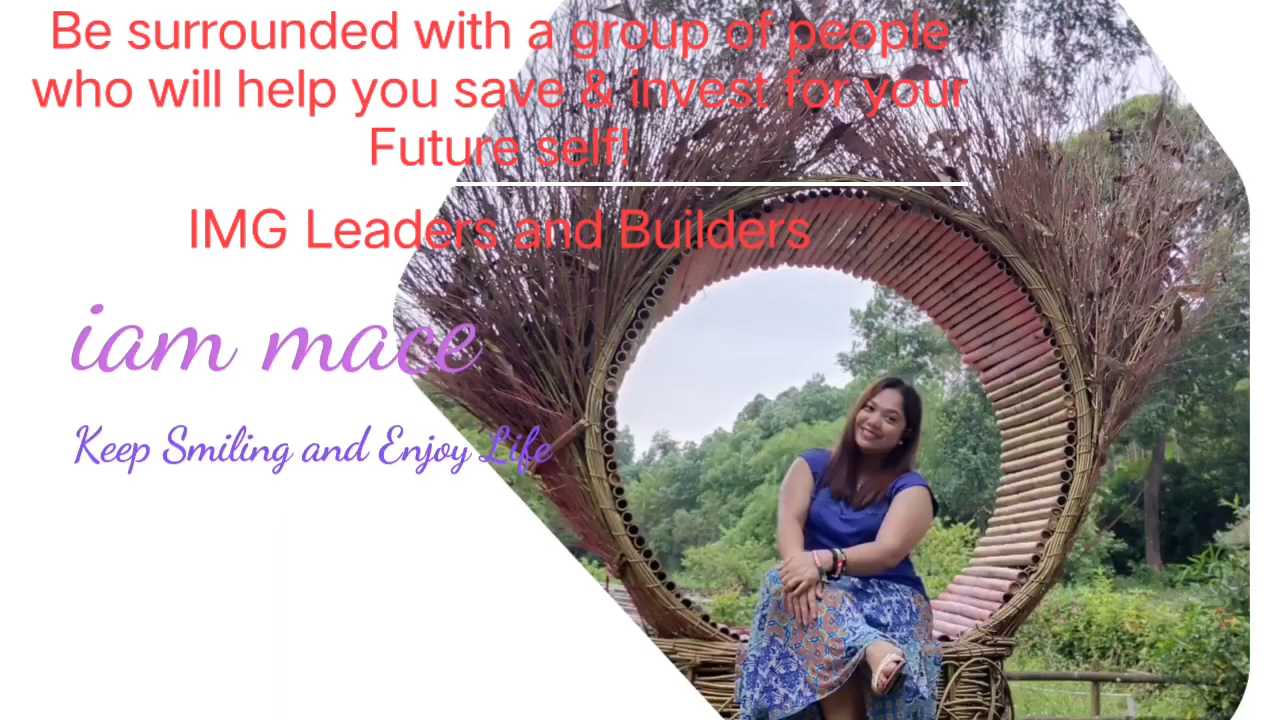 Be surrounded with a group of people
who will help you save & invest for your
Future self!
IMG Leaders and Builders
iam mace
Keep Smiling and Enjoy Life